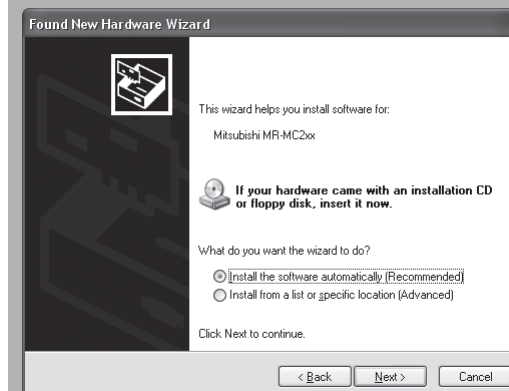 Found New Hardware Wizard
This wizard helps you install software for:
Mitsubishi MR-MC2xx
If your hardware came with an installation CD
or floppy disk, insert it now.
What do you want the wizard to do?
Install the software automatically (Recommended)
Install from a list or specific location (Advanced)
Click Next to continue.
< Back Next > Cancel